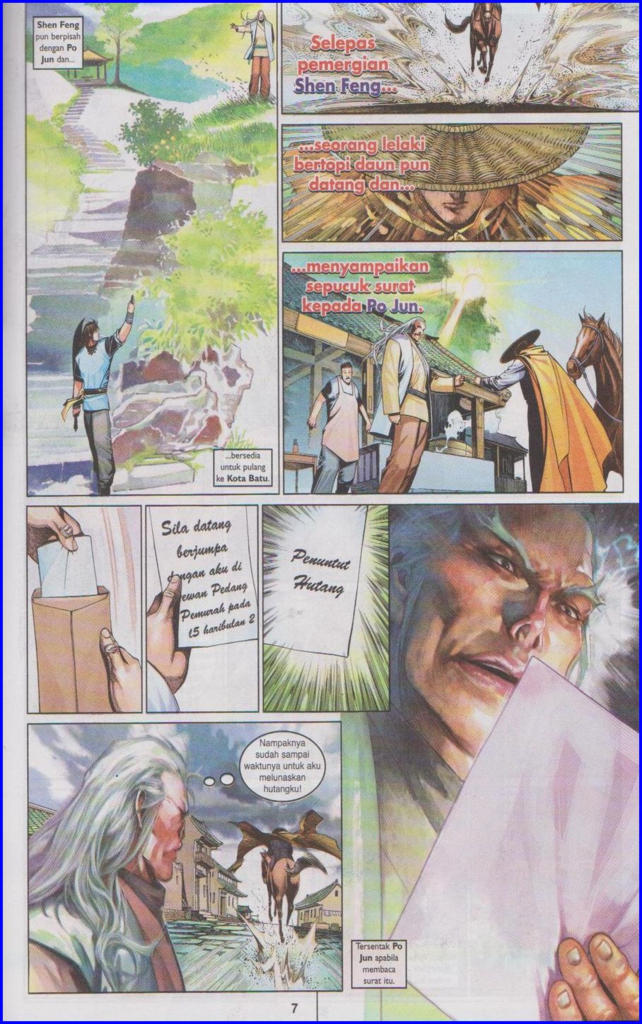 Shen Feng
pun berpisah
dengan Po
Jun dan...
...bersedia
untuk pulang
ke Kota Batu.
Selepas
pemergian
Shen Feng...
...seorang lelaki
bertopi daun pun
datang dan...
...menyampaikan
sepucuk surat
kepada Po Jun.
Sila datang
berjumpa
dengan aku di
ewan Pedang
Pemurah pada
15 haribulan 2
Penuntut
Hutang
Tersentak Po
Jun apabila
membaca
surat itu.
Nampaknya
sudah sampai
waktunya untuk aku
melunaskan
hutangku!
7